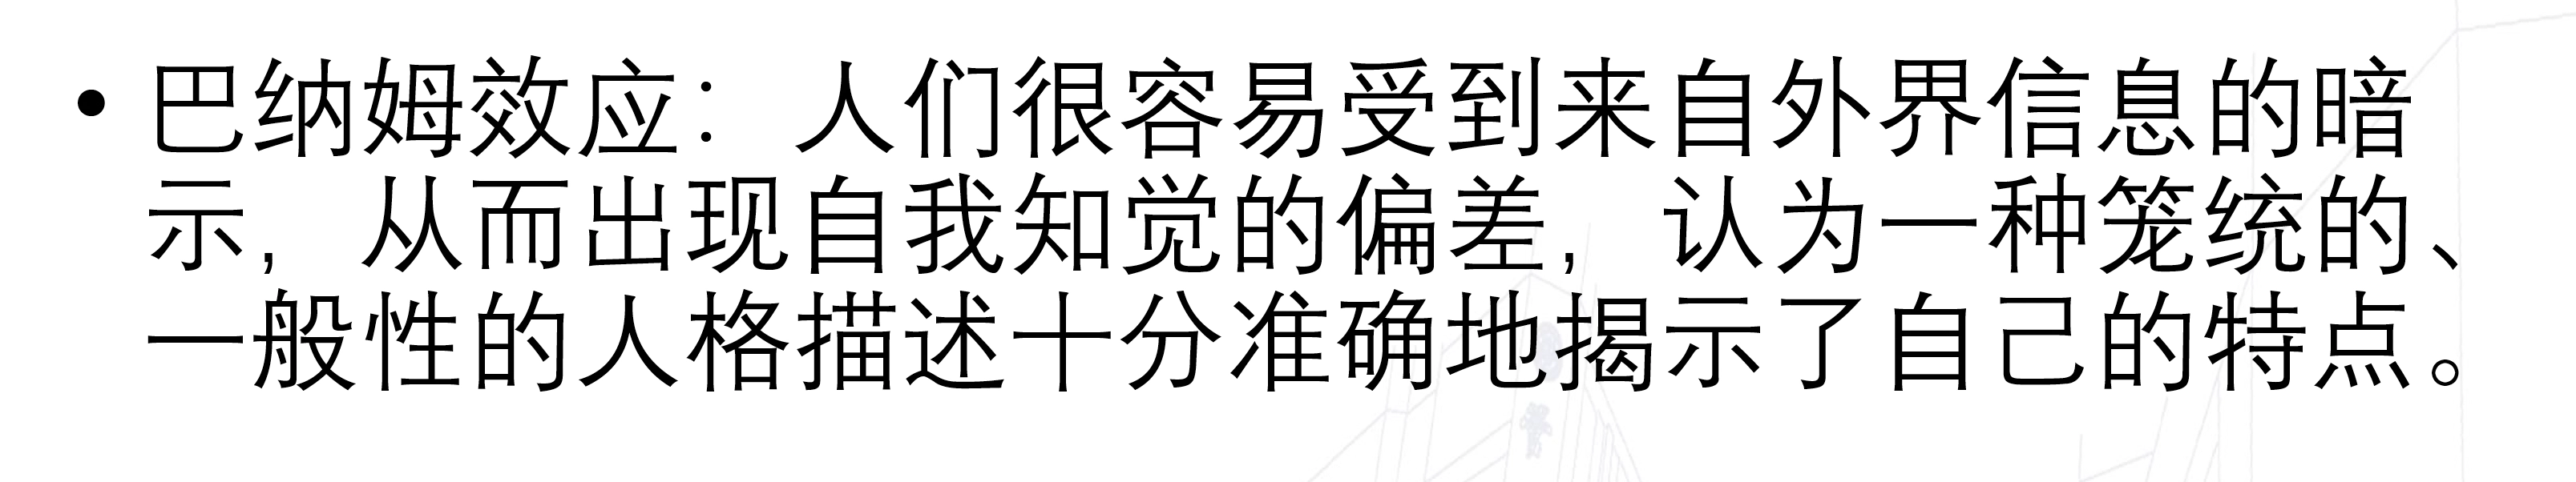 • 巴纳姆效应：人们很容易受到来自外界信息的暗
示，从而出现自我知觉的偏差，认为一种笼统的、
一般性的人格描述十分准确地揭示了自己的特点。